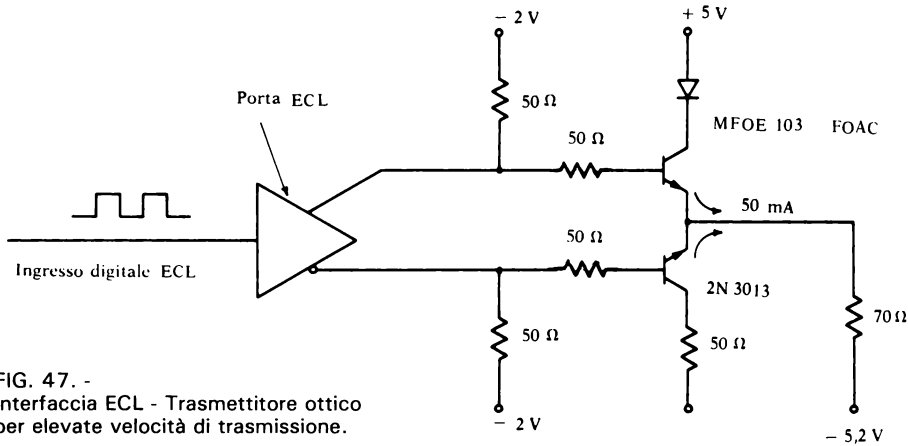 - 2 V
+ 5 V
Porta ECL
50 Ω
MFOE 103 FOAC
50 Ω
50 mA
50 Ω
Ingresso digitale ECL
2N 3013
50 Ω
50 Ω
70 Ω
FIG. 47. -
Interfaccia ECL - Trasmettitore ottico
per elevate velocità di trasmissione.
- 2 V
- 5,2 V